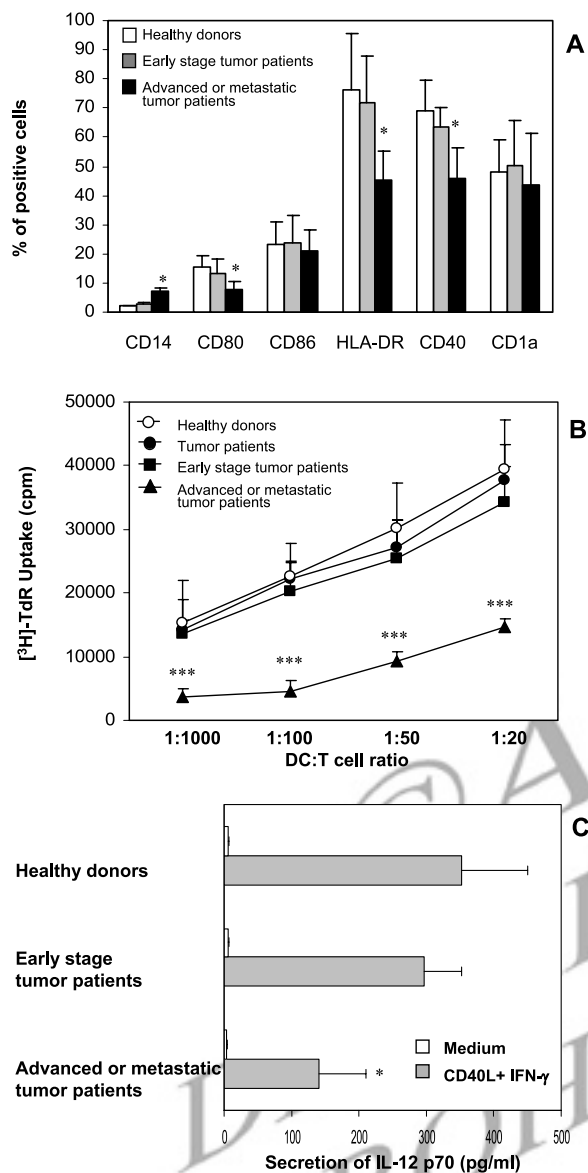 A
Healthy donors
Early stage tumor patients
Advanced or metastatic
tumor patients
% of positive cells
100
90
80
70
60
50
40
30
20
10
0
*
*
*
*
CD14 CD80 CD86 HLA-DR CD40 CD1a
B
Healthy donors
Tumor patients
Early stage tumor patients
Advanced or metastatic
tumor patients
[³H]-TdR Uptake (cpm)
50000
40000
30000
20000
10000
0
*** *** *** ***
1:1000 1:100 1:50 1:20
DC:T cell ratio
C
Healthy donors
Early stage
tumor patients
Advanced or metastatic
tumor patients
*
Medium
CD40L+ IFN-γ
0 100 200 300 400 500
Secretion of IL-12 p70 (pg/ml)